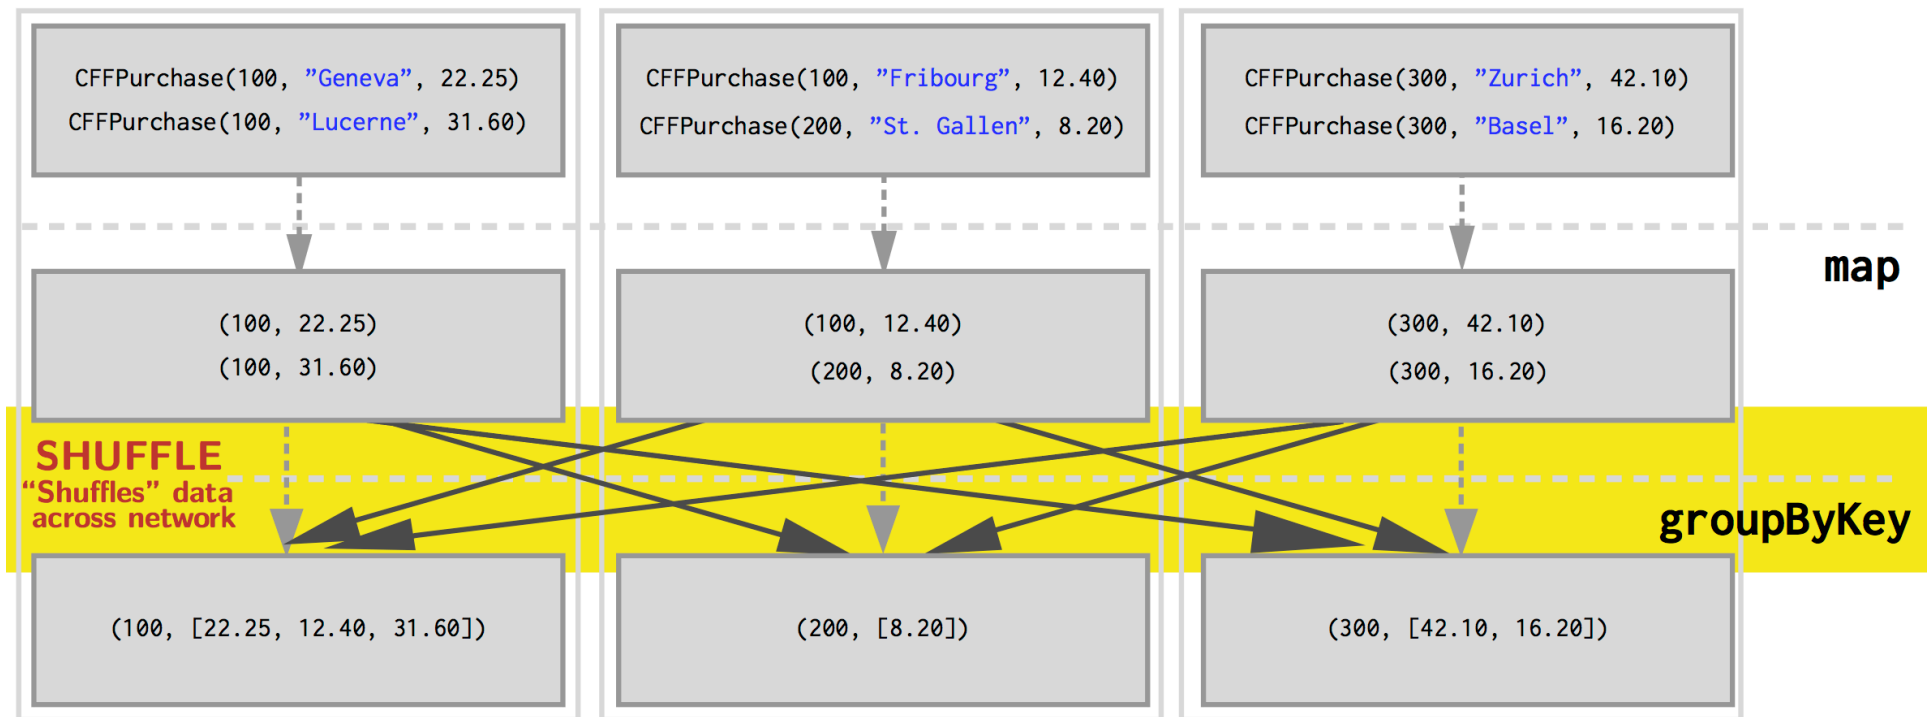 CFFPurchase(100, ”Geneva”, 22.25)
CFFPurchase(100, ”Lucerne”, 31.60)
CFFPurchase(100, ”Fribourg”, 12.40)
CFFPurchase(200, ”St. Gallen”, 8.20)
CFFPurchase(300, ”Zurich”, 42.10)
CFFPurchase(300, ”Basel”, 16.20)
map
(100, 22.25)
(100, 31.60)
(100, 12.40)
(200, 8.20)
(300, 42.10)
(300, 16.20)
SHUFFLE
“Shuffles” data
across network
groupByKey
(100, [22.25, 12.40, 31.60])
(200, [8.20])
(300, [42.10, 16.20])